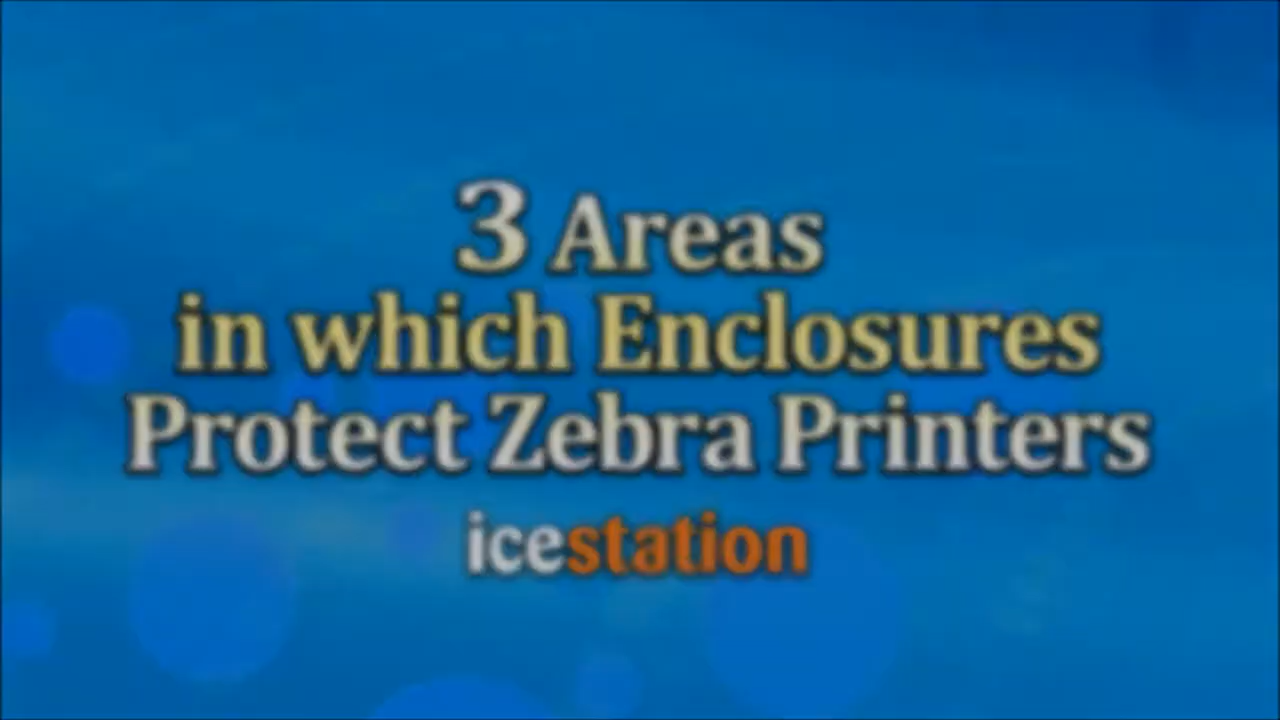 3 Areas
in which Enclosures
Protect Zebra Printers
icestation